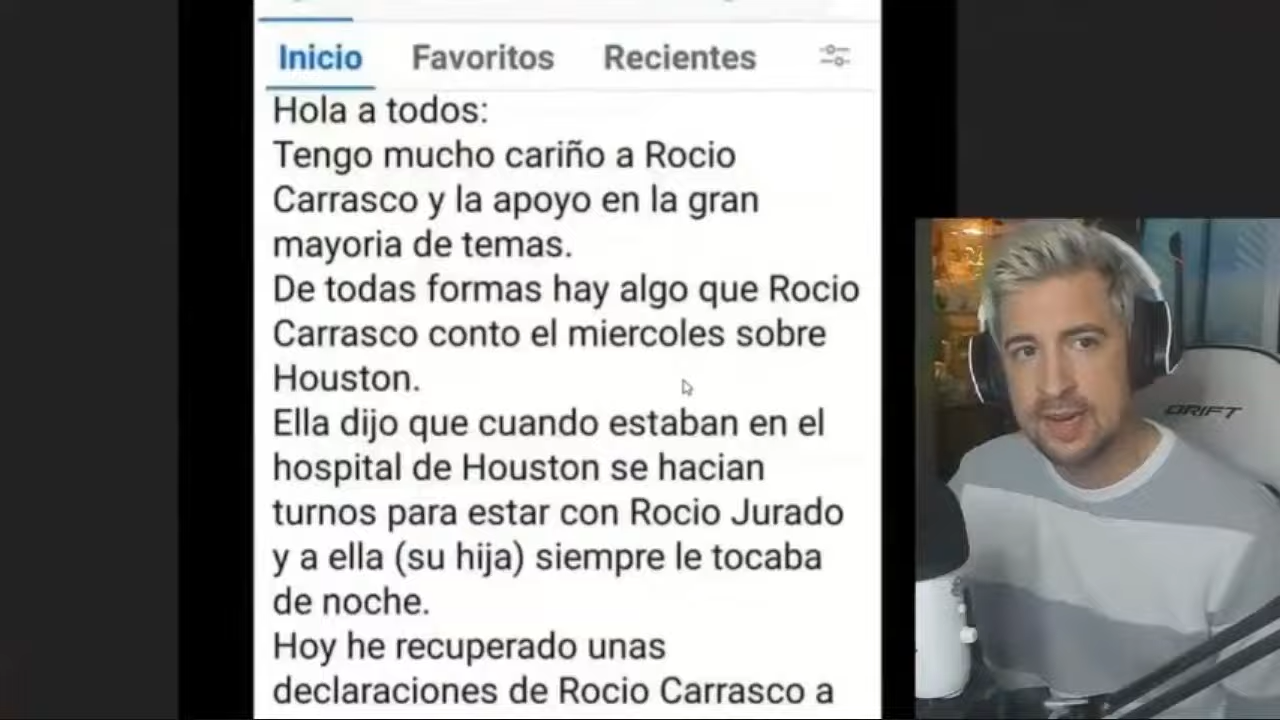 Inicio Favoritos Recientes
Hola a todos:
Tengo mucho cariño a Rocio
Carrasco y la apoyo en la gran
mayoria de temas.
De todas formas hay algo que Rocio
Carrasco conto el miercoles sobre
Houston.
Ella dijo que cuando estaban en el
hospital de Houston se hacian
turnos para estar con Rocio Jurado
y a ella (su hija) siempre le tocaba
de noche.
Hoy he recuperado unas
declaraciones de Rocio Carrasco a
DRIFT